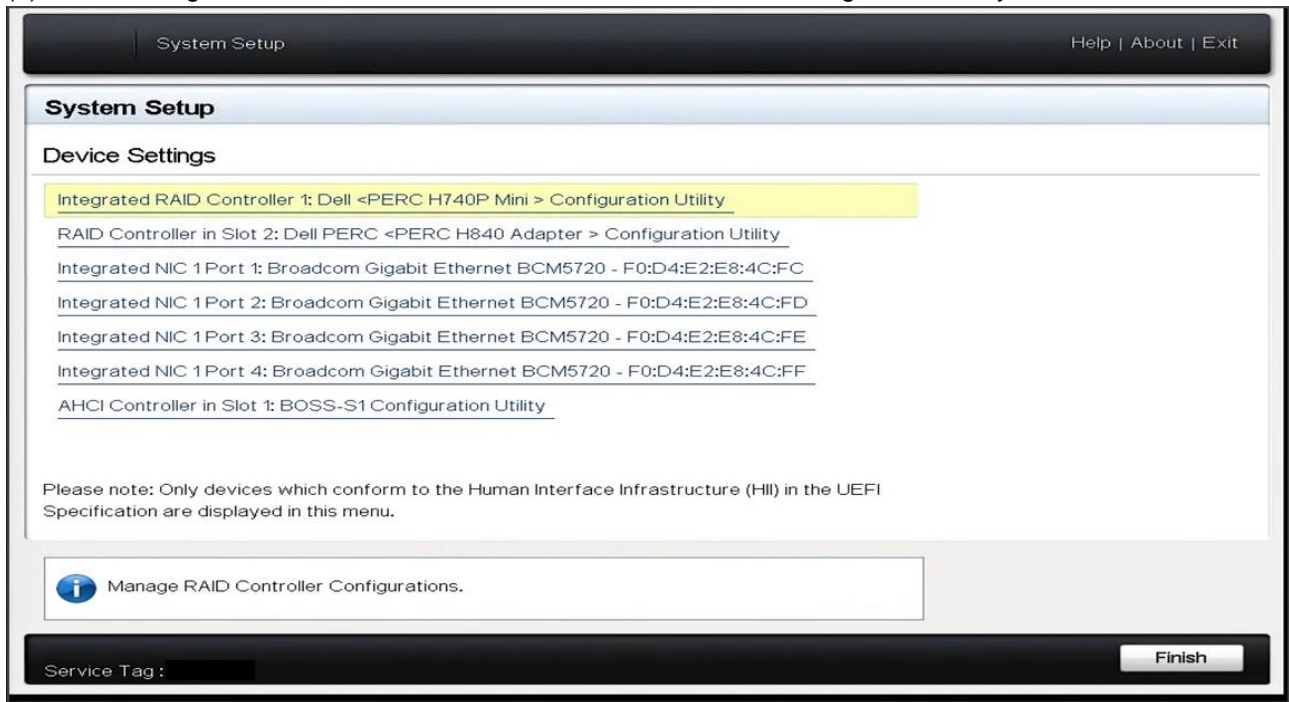 System Setup
Help | About | Exit
System Setup
Device Settings
Integrated RAID Controller 1: Dell <PERC H740P Mini > Configuration Utility
RAID Controller in Slot 2: Dell PERC <PERC H840 Adapter > Configuration Utility
Integrated NIC 1 Port 1: Broadcom Gigabit Ethernet BCM5720 - F0:D4:E2:E8:4C:FC
Integrated NIC 1 Port 2: Broadcom Gigabit Ethernet BCM5720 - F0:D4:E2:E8:4C:FD
Integrated NIC 1 Port 3: Broadcom Gigabit Ethernet BCM5720 - F0:D4:E2:E8:4C:FE
Integrated NIC 1 Port 4: Broadcom Gigabit Ethernet BCM5720 - F0:D4:E2:E8:4C:FF
AHCI Controller in Slot 1: BOSS-S1 Configuration Utility
Please note: Only devices which conform to the Human Interface Infrastructure (HII) in the UEFI
Specification are displayed in this menu.
Manage RAID Controller Configurations.
Service Tag :
Finish